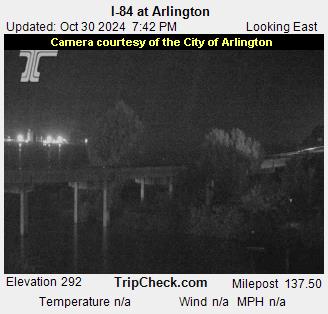 I-84 at Arlington
Updated: Oct 30 2024 7:42 PM Looking East
Camera courtesy of the City of Arlington
Elevation 292 TripCheck.com Milepost 137.50
Temperature n/a Wind n/a MPH n/a